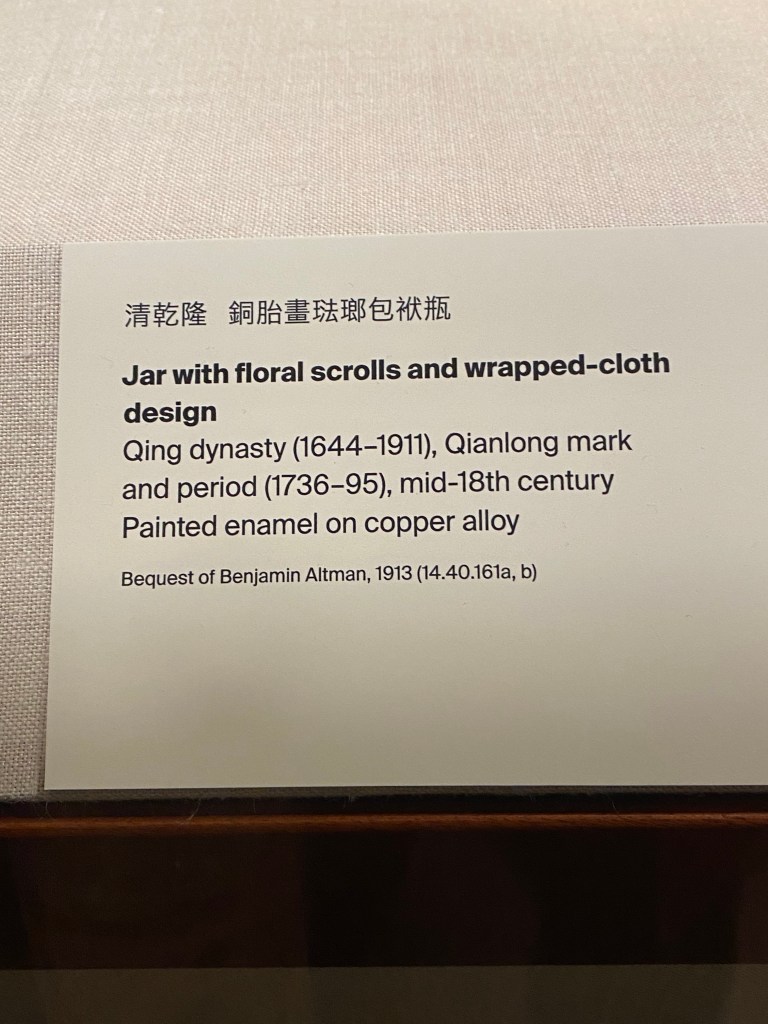 清乾隆 銅胎畫琺瑯包袱瓶
Jar with floral scrolls and wrapped-cloth
design
Qing dynasty (1644–1911), Qianlong mark
and period (1736–95), mid-18th century
Painted enamel on copper alloy
Bequest of Benjamin Altman, 1913 (14.40.161a, b)